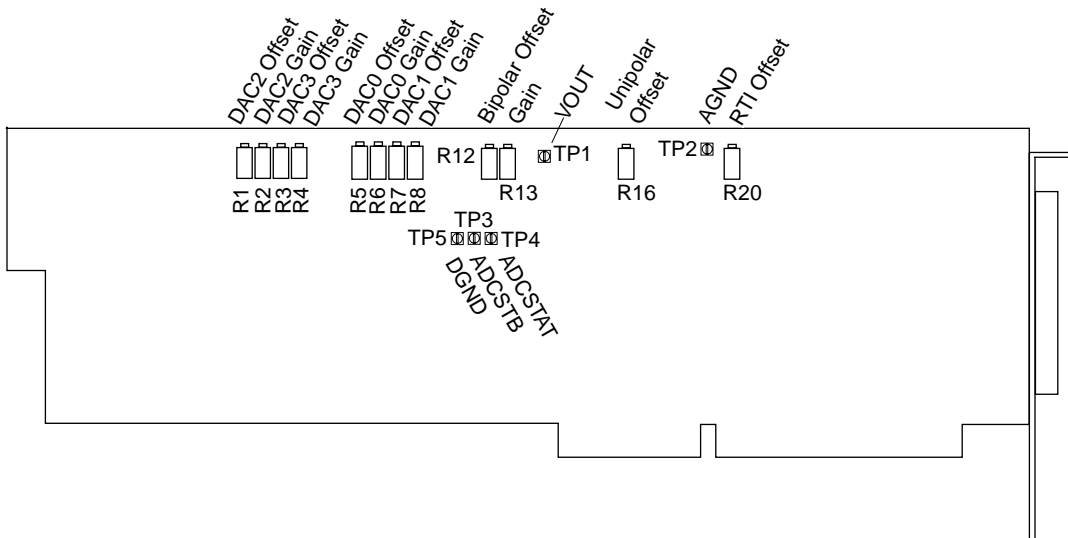 DAC2 Offset
DAC2 Gain
DAC3 Offset
DAC3 Gain
DAC0 Offset
DAC0 Gain
DAC1 Offset
DAC1 Gain
Bipolar Offset
Gain
VOUT
Unipolar
Offset
AGND
RTI Offset
R1
R2
R3
R4
R5
R6
R7
R8
R12
R13
TP1
R16
TP2
R20
TP3
TP5
TP4
DGND
ADCSTB
ADCSTAT